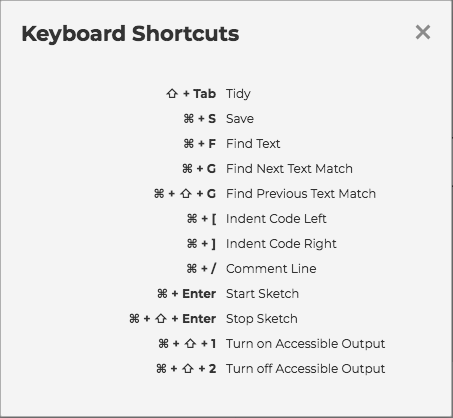 Keyboard Shortcuts ×
⇧ + Tab Tidy
⌘ + S Save
⌘ + F Find Text
⌘ + G Find Next Text Match
⌘ + ⇧ + G Find Previous Text Match
⌘ + [ Indent Code Left
⌘ + ] Indent Code Right
⌘ + / Comment Line
⌘ + Enter Start Sketch
⌘ + ⇧ + Enter Stop Sketch
⌘ + ⇧ + 1 Turn on Accessible Output
⌘ + ⇧ + 2 Turn off Accessible Output